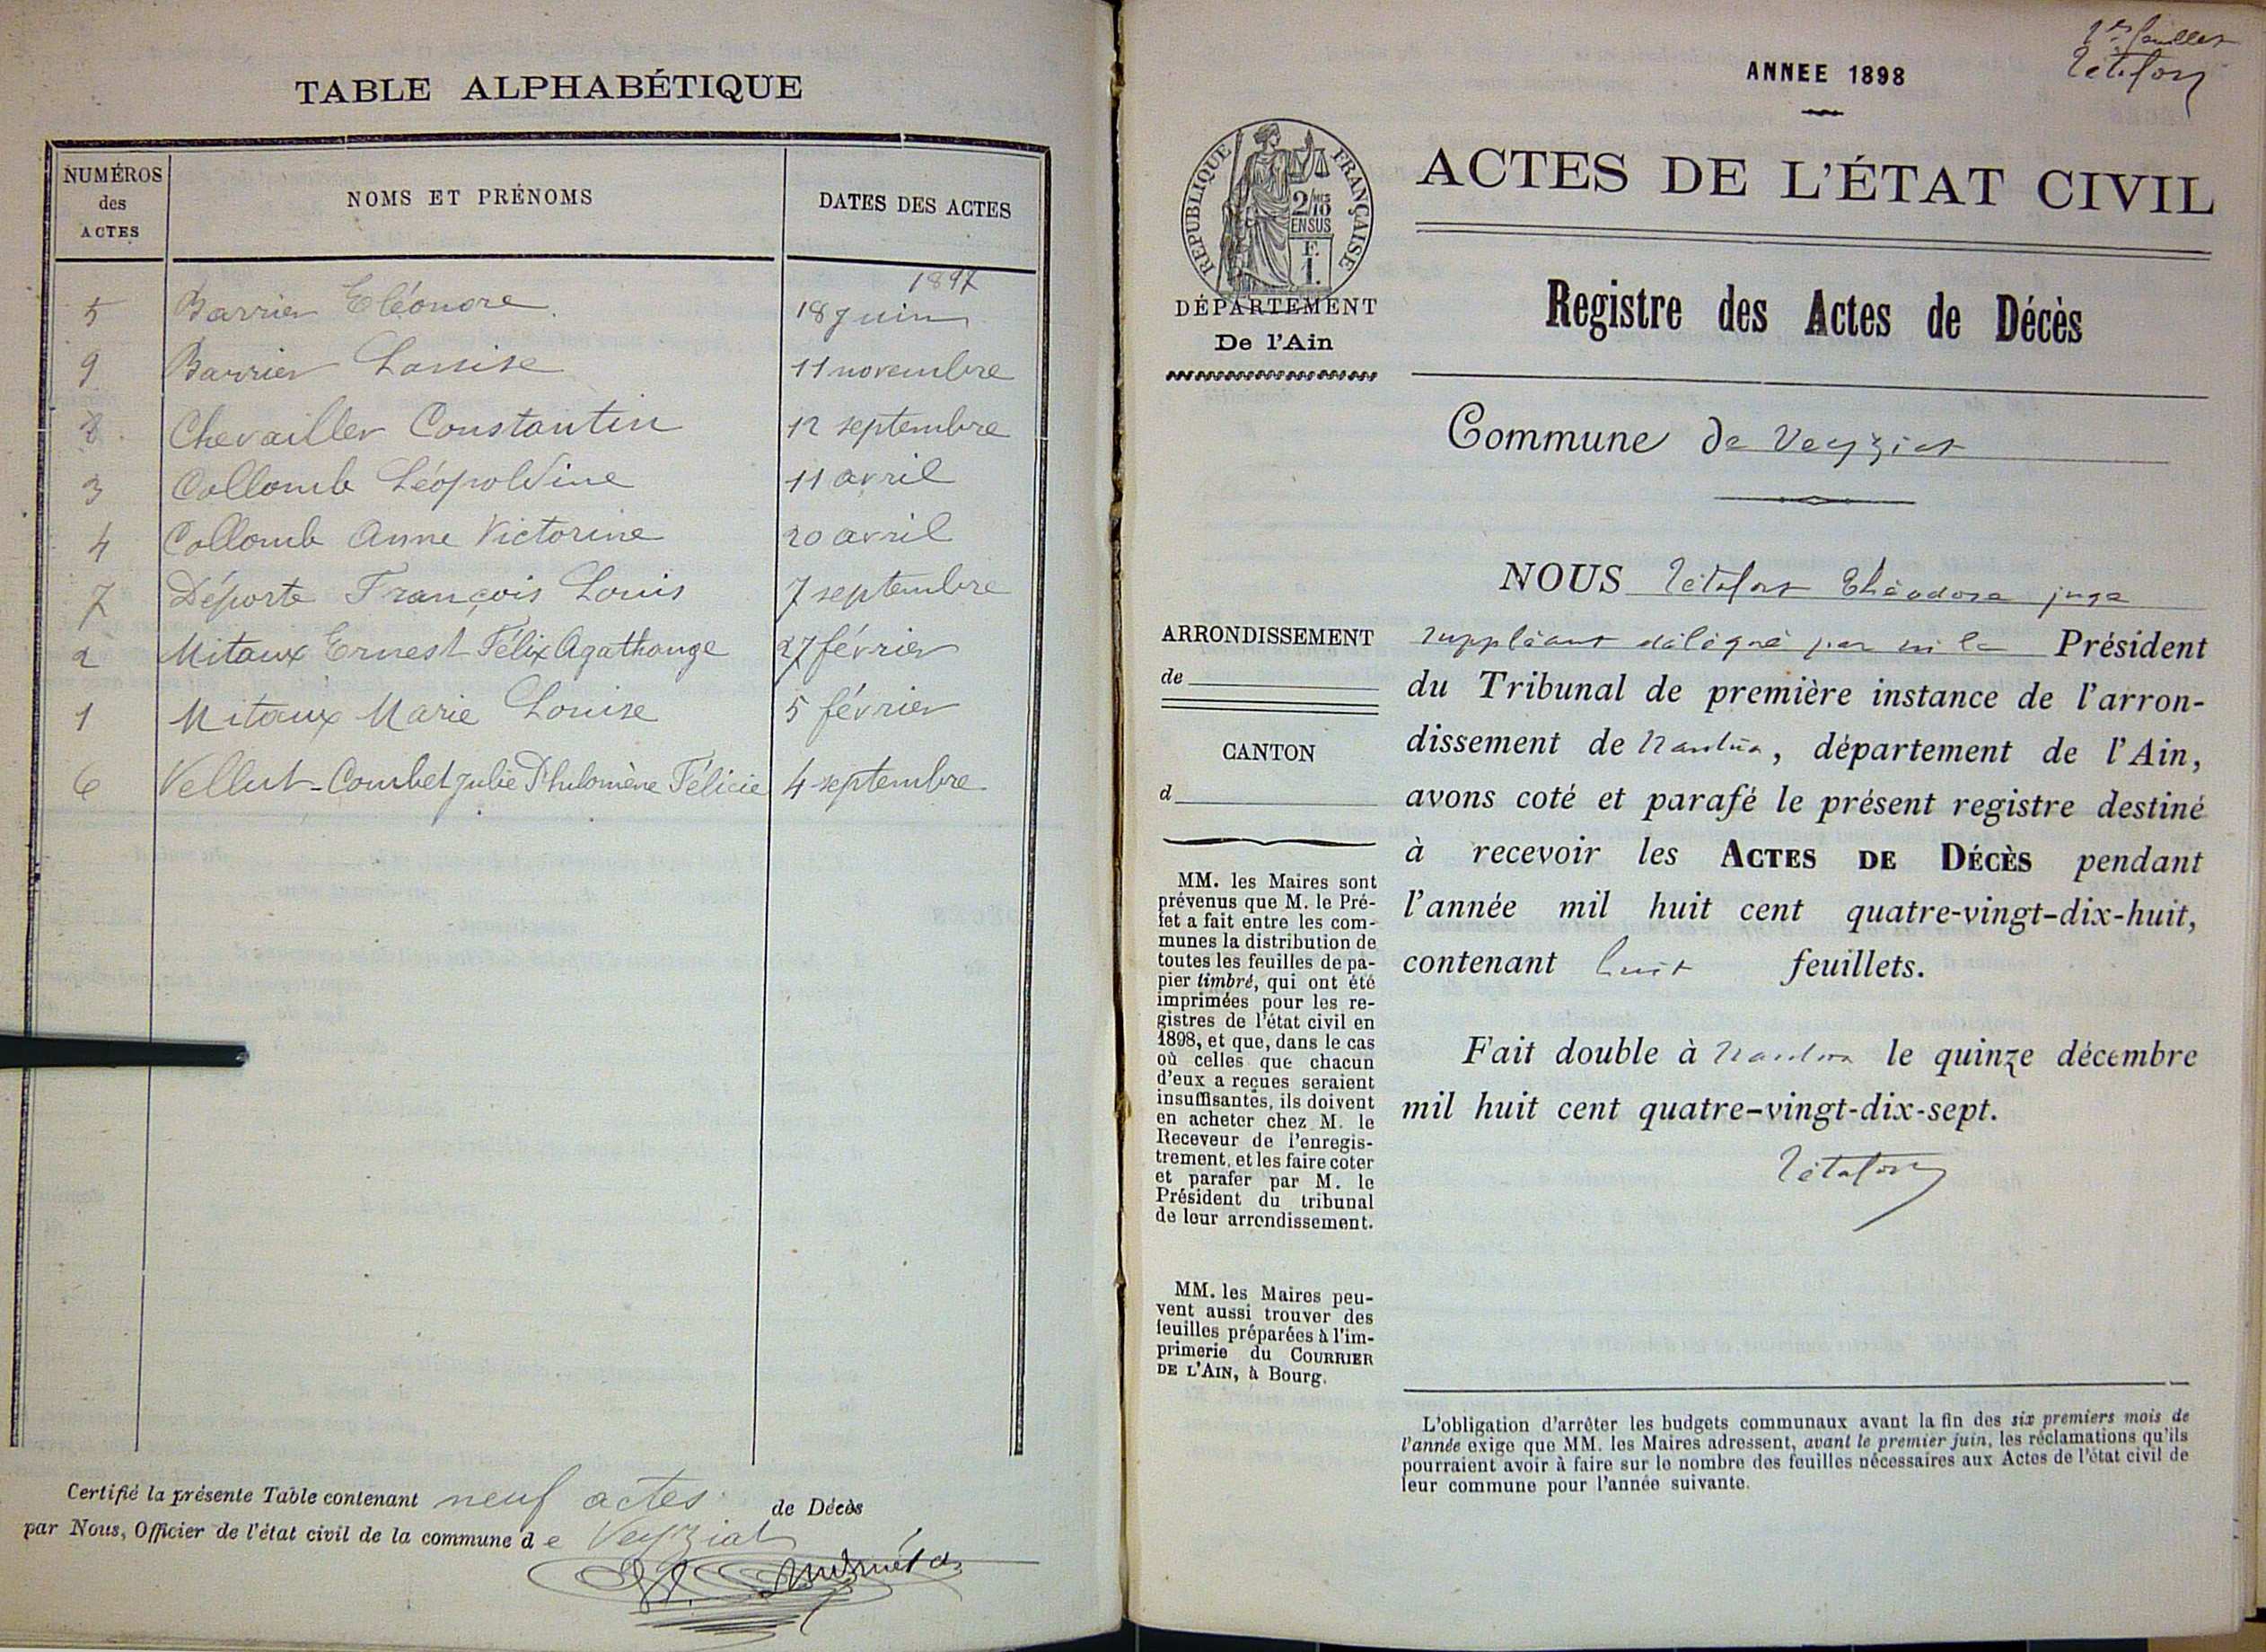 TABLE ALPHABÉTIQUE
NUMÉROS des ACTES
NOMS ET PRÉNOMS
DATES DES ACTES
1897
5 Barrier Eléonore. 18 juin
9 Barrier Louise 11 novembre
8. Chevailler Constantin 12 septembre
3 Collomb Léopoldine 11 avril
4 Collomb Anne Victorine 20 avril
7 Déporte François Louis 7 septembre
2 Mitaux Ernest Félix Agathange 27 février
1 Mitaux Marie Louise 5 février
6 Vellut-Combet Julie Philomène Félicie 4 septembre
Certifié la présente Table contenant neuf actes de Décès
par Nous, Officier de l'état civil de la commune de Veyziat
1er feuillet
ANNEE 1898
RÉPUBLIQUE FRANÇAISE
2/10
EN SUS
F.
1.
DÉPARTEMENT
De l'Ain
ACTES DE L'ÉTAT CIVIL
Registre des Actes de Décès
Commune de Veyziat
ARRONDISSEMENT
de
CANTON
d
MM. les Maires sont
prévenus que M. le Pré-
fet a fait entre les com-
munes la distribution de
toutes les feuilles de pa-
pier timbré, qui ont été
imprimées pour les re-
gistres de l'état civil en
1898, et que, dans le cas
où celles que chacun
d'eux a reçues seraient
insuffisantes, ils doivent
en acheter chez M. le
Receveur de l'enregis-
trement, et les faire coter
et parafer par M. le
Président du tribunal
de leur arrondissement.
MM. les Maires peu-
vent aussi trouver des
feuilles préparées à l'im-
primerie du COURRIER
DE L'AIN, à Bourg.
NOUS Théodore juge
suppléant délégué par m le Président
du Tribunal de première instance de l'arron-
dissement de Nantua, département de l'Ain,
avons coté et parafé le présent registre destiné
à recevoir les ACTES DE DÉCÈS pendant
l'année mil huit cent quatre-vingt-dix-huit,
contenant huit feuillets.
Fait double à Nantua le quinze décembre
mil huit cent quatre-vingt-dix-sept.
L'obligation d'arrêter les budgets communaux avant la fin des six premiers mois de
l'année exige que MM. les Maires adressent, avant le premier juin, les réclamations qu'ils
pourraient avoir à faire sur le nombre des feuilles nécessaires aux Actes de l'état civil de
leur commune pour l'année suivante.